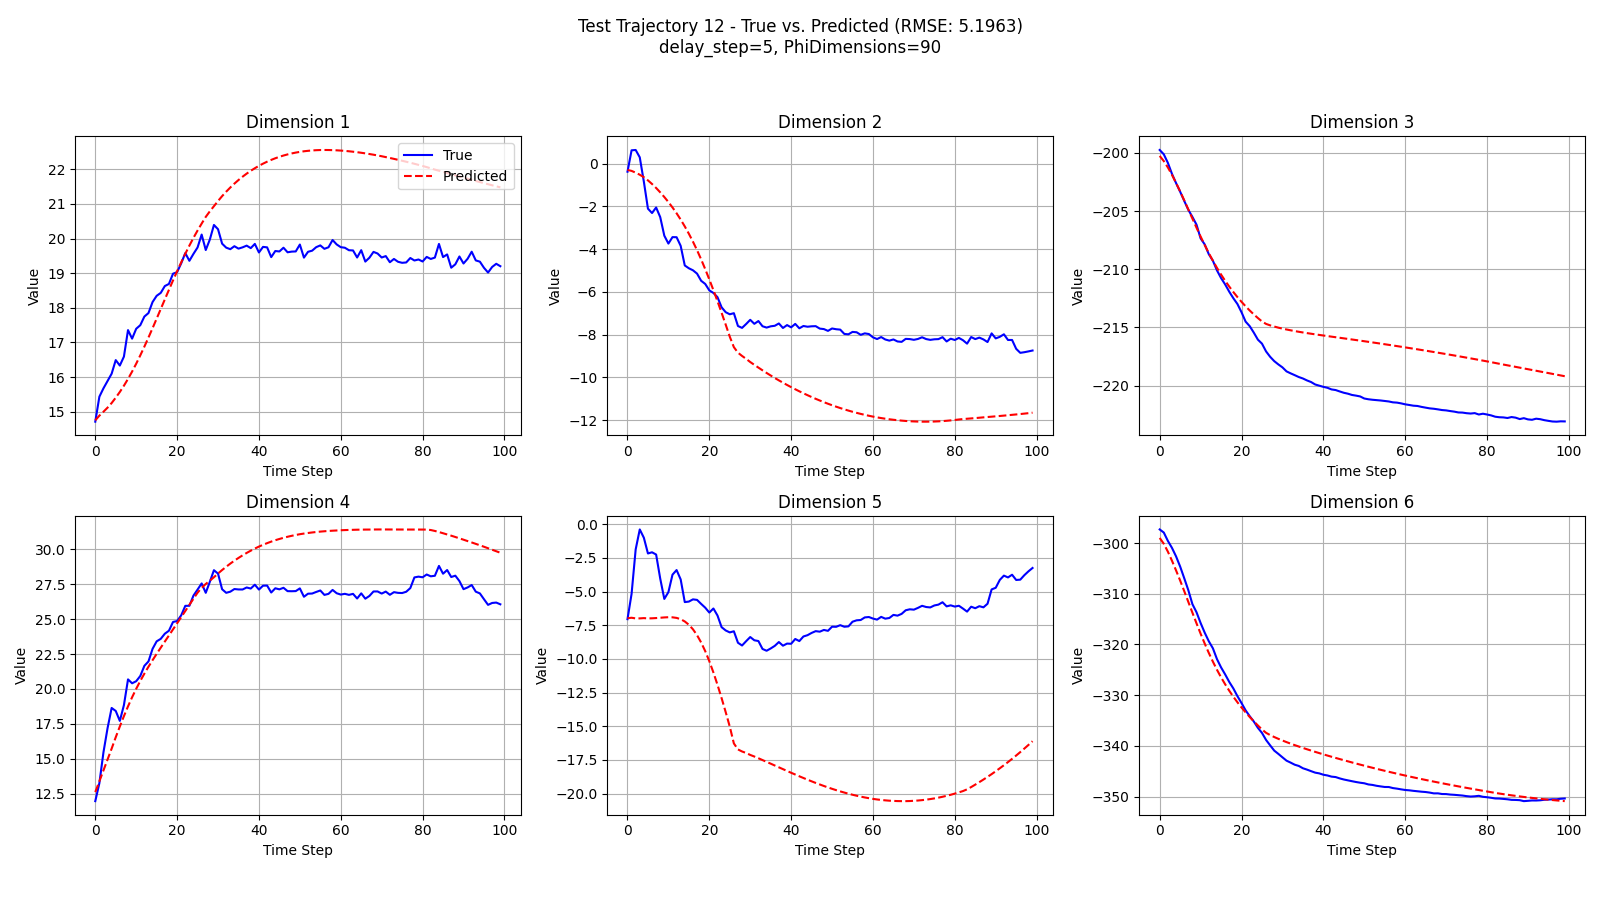 Test Trajectory 12 - True vs. Predicted (RMSE: 5.1963)
delay_step=5, PhiDimensions=90
Dimension 1
Value
22
21
20
19
18
17
16
15
0 20 40 60 80 100
Time Step
True
Predicted
Dimension 2
Value
0
−2
−4
−6
−8
−10
−12
0 20 40 60 80 100
Time Step
Dimension 3
Value
−200
−205
−210
−215
−220
0 20 40 60 80 100
Time Step
Dimension 4
Value
30.0
27.5
25.0
22.5
20.0
17.5
15.0
12.5
0 20 40 60 80 100
Time Step
Dimension 5
Value
0.0
−2.5
−5.0
−7.5
−10.0
−12.5
−15.0
−17.5
−20.0
0 20 40 60 80 100
Time Step
Dimension 6
Value
−300
−310
−320
−330
−340
−350
0 20 40 60 80 100
Time Step